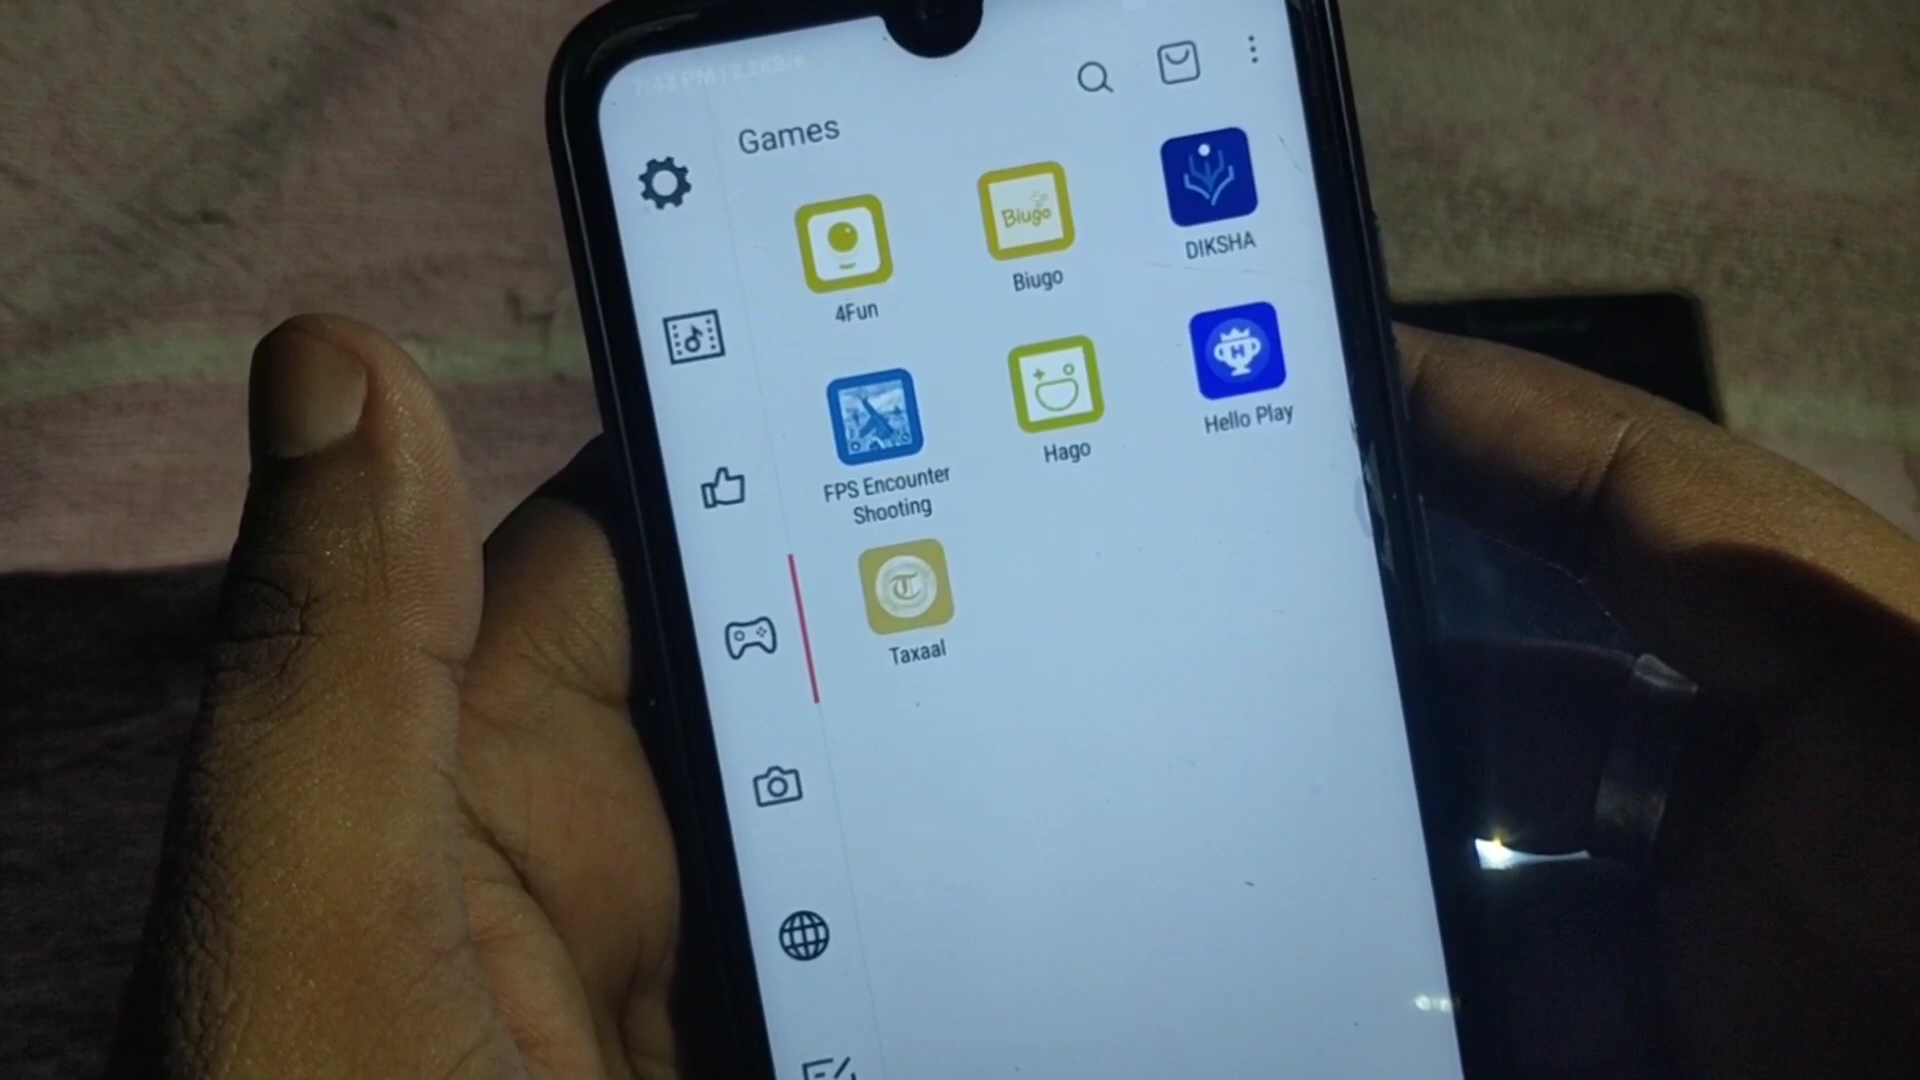 7:43 PM | 2.2KB/s
Games
4Fun
Biugo
Biugo
DIKSHA
FPS Encounter
Shooting
Hago
H
Hello Play
T
Taxaal